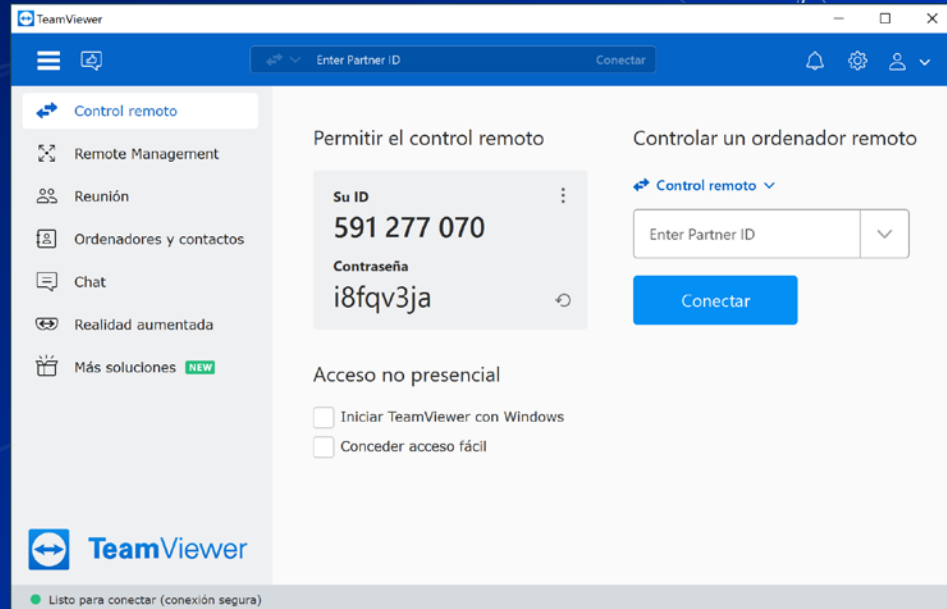 TeamViewer
Enter Partner ID
Conectar
Control remoto
Remote Management
Reunión
Ordenadores y contactos
Chat
Realidad aumentada
Más soluciones NEW
Permitir el control remoto
Su ID
591 277 070
Contraseña
i8fqv3ja
Acceso no presencial
Iniciar TeamViewer con Windows
Conceder acceso fácil
Controlar un ordenador remoto
Control remoto
Enter Partner ID
Conectar
TeamViewer
Listo para conectar (conexión segura)